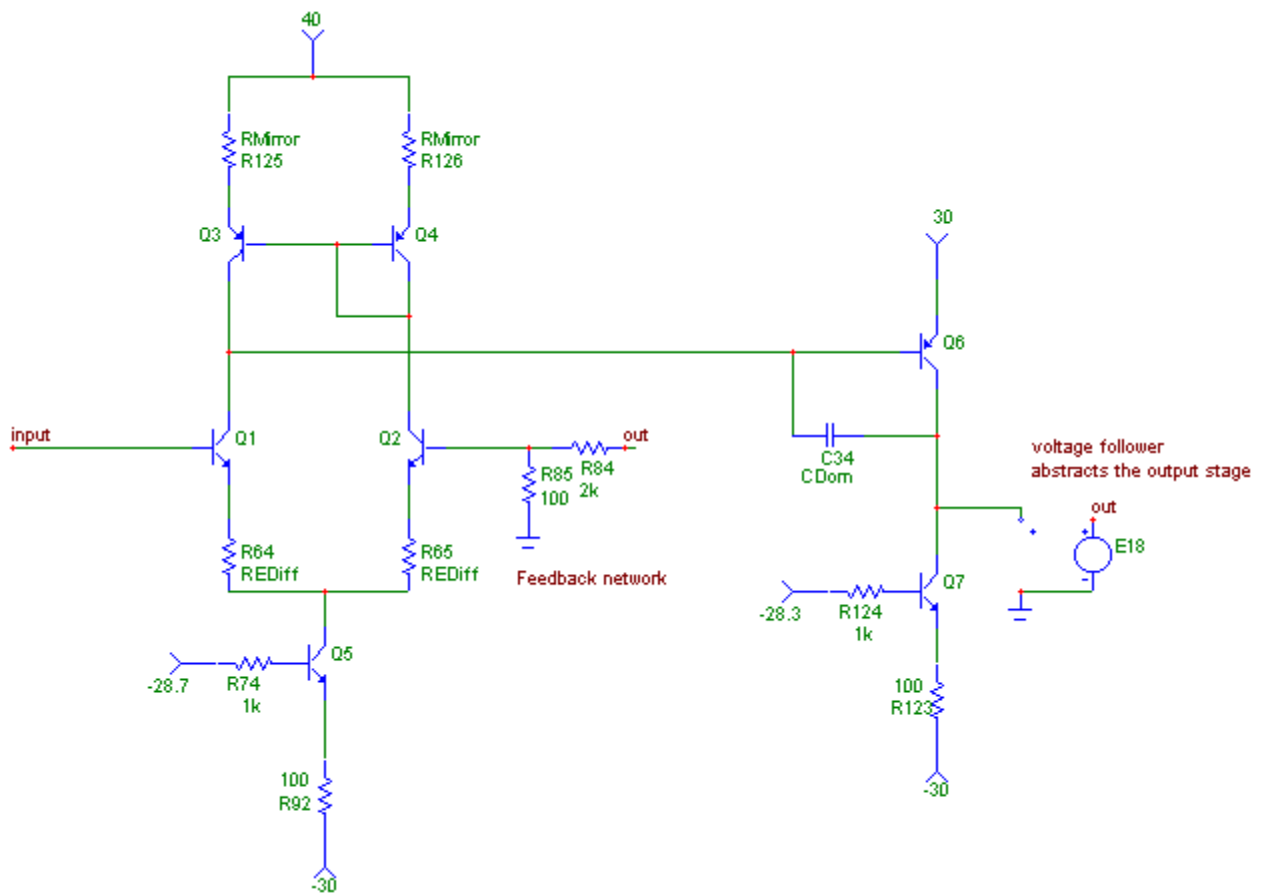 40
RMirror
R125
RMirror
R126
Q3
Q4
30
Q6
input
Q1
Q2
out
R85
100
R84
2k
C34
CDom
voltage follower
abstracts the output stage
out
E18
R64
REDiff
R65
REDiff
Feedback network
-28.3
R124
1k
Q7
Q5
-28.7
R74
1k
100
R123
100
R92
-30
-30